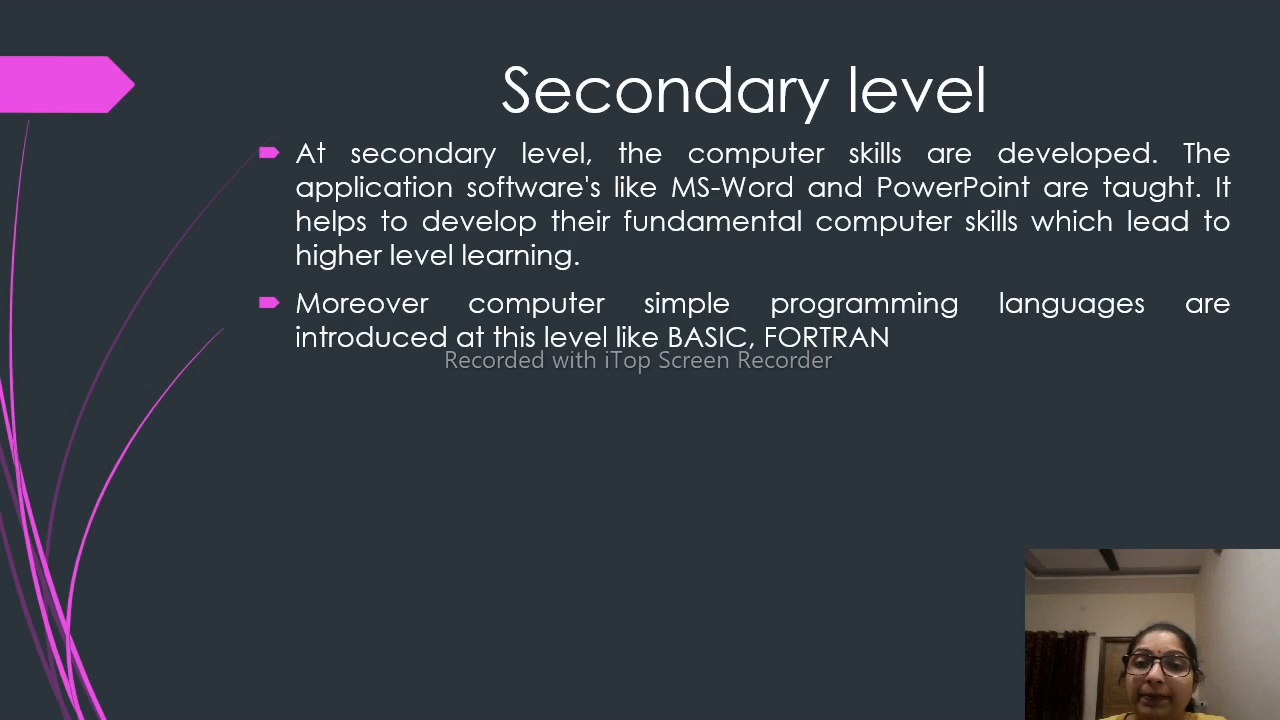 Secondary level
At secondary level, the computer skills are developed. The
application software's like MS-Word and PowerPoint are taught. It
helps to develop their fundamental computer skills which lead to
higher level learning.
Moreover computer simple programming languages are
introduced at this level like BASIC, FORTRAN
Recorded with iTop Screen Recorder